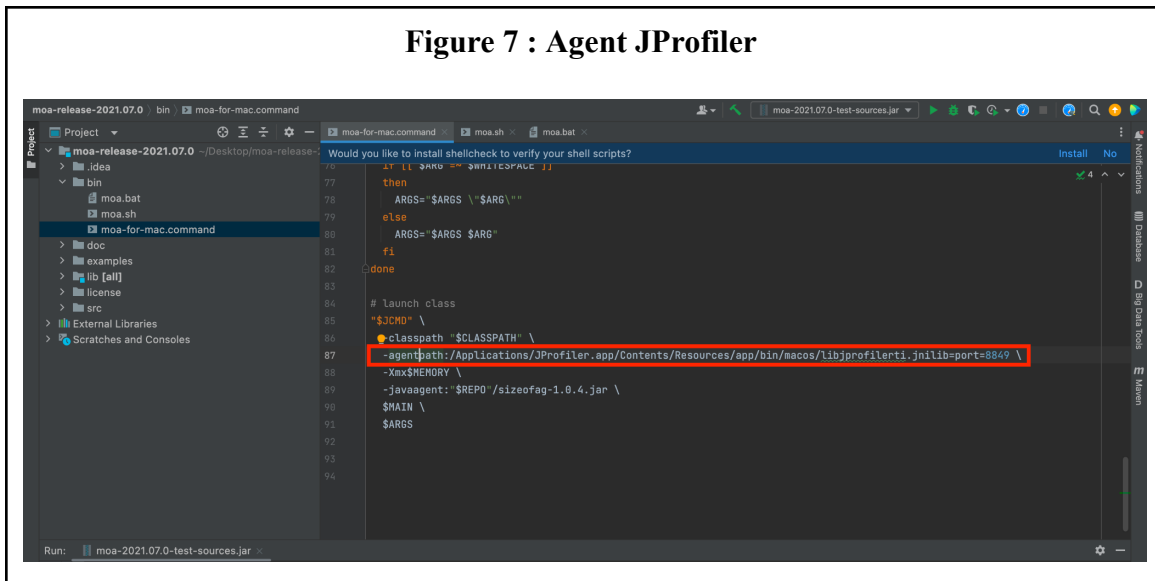 Figure 7 : Agent JProfiler
moa-release-2021.07.0 bin moa-for-mac.command
moa-2021.07.0-test-sources.jar
Project
Project
moa-for-mac.command
moa.sh
moa.bat
moa-release-2021.07.0 ~/Desktop/moa-release-2
Would you like to install shellcheck to verify your shell scripts?
Install
No
.idea
bin
moa.bat
moa.sh
moa-for-mac.command
doc
examples
lib [all]
license
src
External Libraries
Scratches and Consoles
76 if [[ $ARG =~ $WHITESPACE ]]
4
77 then
78 ARGS="$ARGS \"$ARG\""
79 else
80 ARGS="$ARGS $ARG"
81 fi
82 done
83
84 # launch class
85 "$JCMD" \
86 -classpath "$CLASSPATH" \
87 -agentpath:/Applications/JProfiler.app/Contents/Resources/app/bin/macos/libjprofilerti.jnilib=port=8849 \
88 -Xmx$MEMORY \
89 -javaagent:"$REPO"/sizeofag-1.0.4.jar \
90 $MAIN \
91 $ARGS
92
93
94
Notifications
Database
D Big Data Tools
m Maven
Run: moa-2021.07.0-test-sources.jar